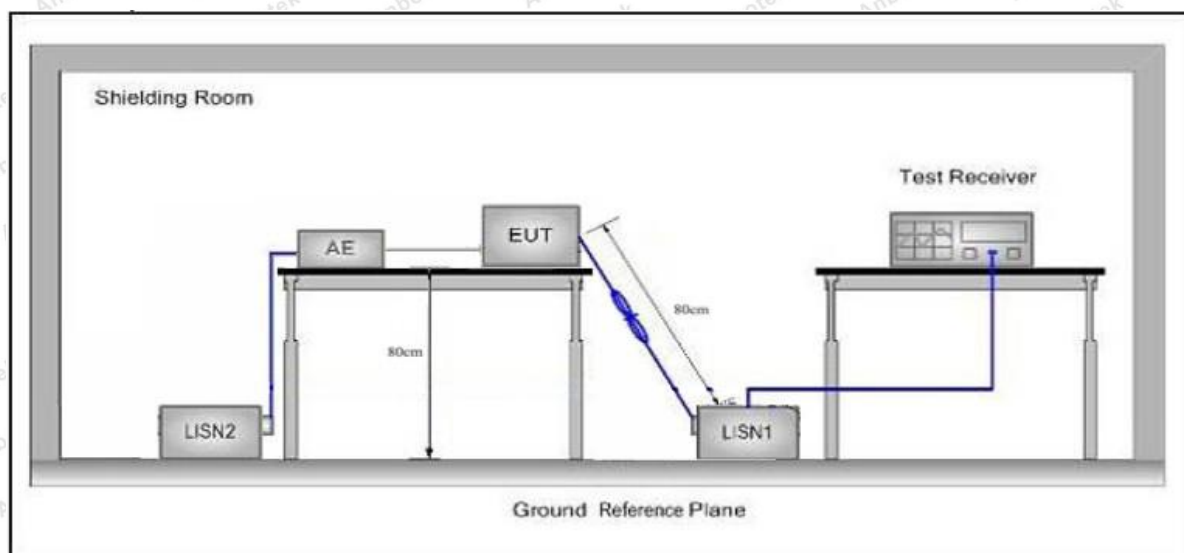 Shielding Room
Test Receiver
AE
EUT
80cm
80cm
LISN2
LISN1
Ground Reference Plane